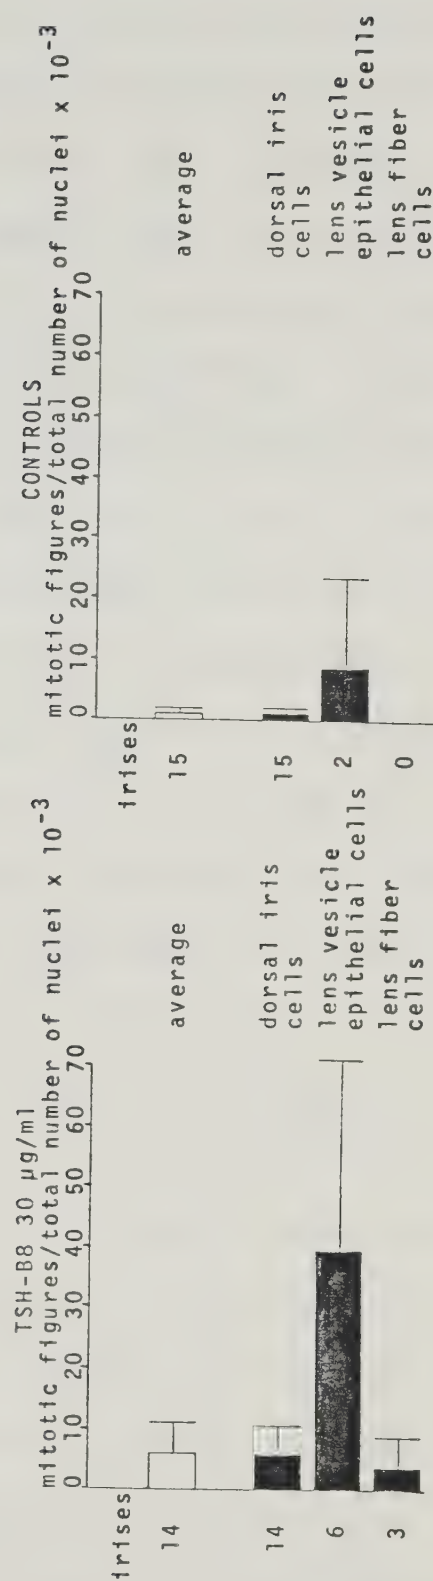 TSH-B8 30 µg/ml
mitotic figures/total number of nuclei x 10-3
0 10 20 30 40 50 60 70
irises
14 average
14 dorsal iris
cells
6 lens vesicle
epithelial cells
3 lens fiber
cells
CONTROLS
mitotic figures/total number of nuclei x 10-3
0 10 20 30 40 50 60 70
irises
15 average
15 dorsal iris
cells
2 lens vesicle
epithelial cells
0 lens fiber
cells